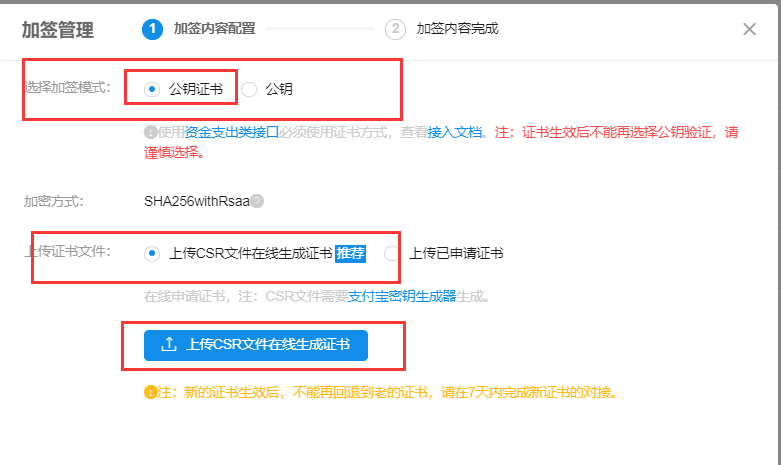 加签管理 1 加签内容配置 2 加签内容完成
选择加签模式： 公钥证书 公钥
使用资金支出类接口必须使用证书方式，查看接入文档。注：证书生效后不能再选择公钥验证，请
谨慎选择。
加密方式： SHA256withRsaa
上传证书文件： 上传CSR文件在线生成证书 推荐 上传已申请证书
在线申请证书，注：CSR文件需要支付宝密钥生成器生成。
上传CSR文件在线生成证书
注：新的证书生效后，不能再回退到老的证书，请在7天内完成新证书的对接。